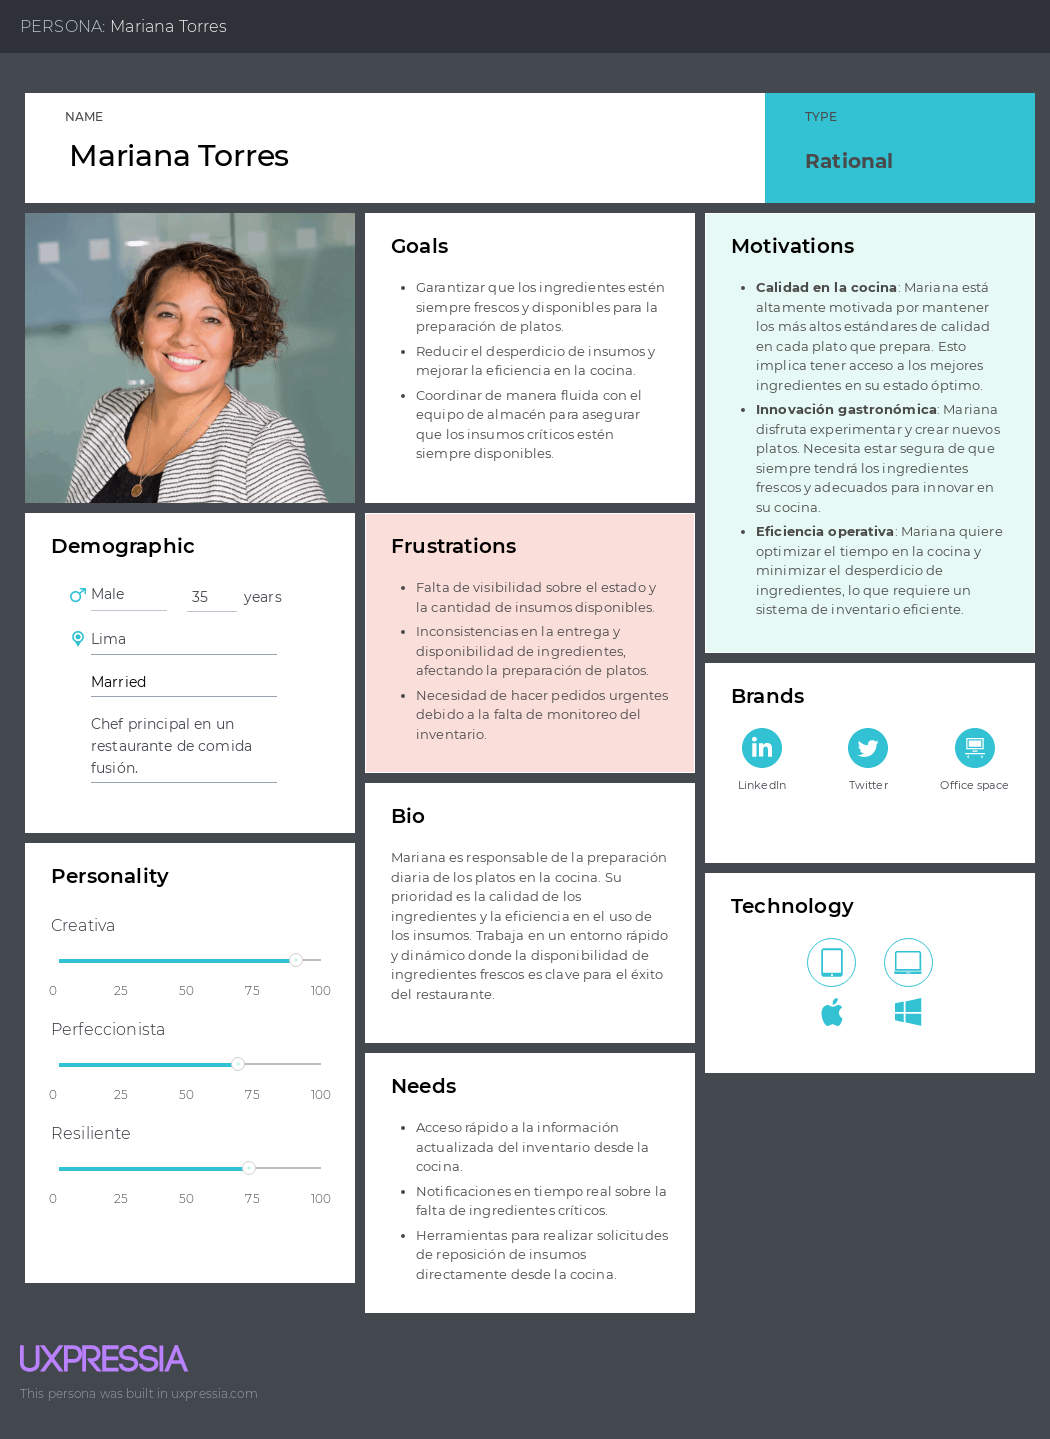 PERSONA: Mariana Torres
NAME
Mariana Torres
TYPE
Rational
Goals
• Garantizar que los ingredientes estén
siempre frescos y disponibles para la
preparación de platos.
• Reducir el desperdicio de insumos y
mejorar la eficiencia en la cocina.
• Coordinar de manera fluida con el
equipo de almacén para asegurar
que los insumos críticos estén
siempre disponibles.
Motivations
• Calidad en la cocina: Mariana está
altamente motivada por mantener
los más altos estándares de calidad
en cada plato que prepara. Esto
implica tener acceso a los mejores
ingredientes en su estado óptimo.
• Innovación gastronómica: Mariana
disfruta experimentar y crear nuevos
platos. Necesita estar segura de que
siempre tendrá los ingredientes
frescos y adecuados para innovar en
su cocina.
• Eficiencia operativa: Mariana quiere
optimizar el tiempo en la cocina y
minimizar el desperdicio de
ingredientes, lo que requiere un
sistema de inventario eficiente.
Demographic
Male 35 years
Lima
Married
Chef principal en un
restaurante de comida
fusión.
Frustrations
• Falta de visibilidad sobre el estado y
la cantidad de insumos disponibles.
• Inconsistencias en la entrega y
disponibilidad de ingredientes,
afectando la preparación de platos.
• Necesidad de hacer pedidos urgentes
debido a la falta de monitoreo del
inventario.
Brands
in
LinkedIn Twitter Office space
Bio
Mariana es responsable de la preparación
diaria de los platos en la cocina. Su
prioridad es la calidad de los
ingredientes y la eficiencia en el uso de
los insumos. Trabaja en un entorno rápido
y dinámico donde la disponibilidad de
ingredientes frescos es clave para el éxito
del restaurante.
Personality
Creativa
0 25 50 75 100
Perfeccionista
0 25 50 75 100
Resiliente
0 25 50 75 100
Technology
Needs
• Acceso rápido a la información
actualizada del inventario desde la
cocina.
• Notificaciones en tiempo real sobre la
falta de ingredientes críticos.
• Herramientas para realizar solicitudes
de reposición de insumos
directamente desde la cocina.
UXPRESSIA
This persona was built in uxpressia.com